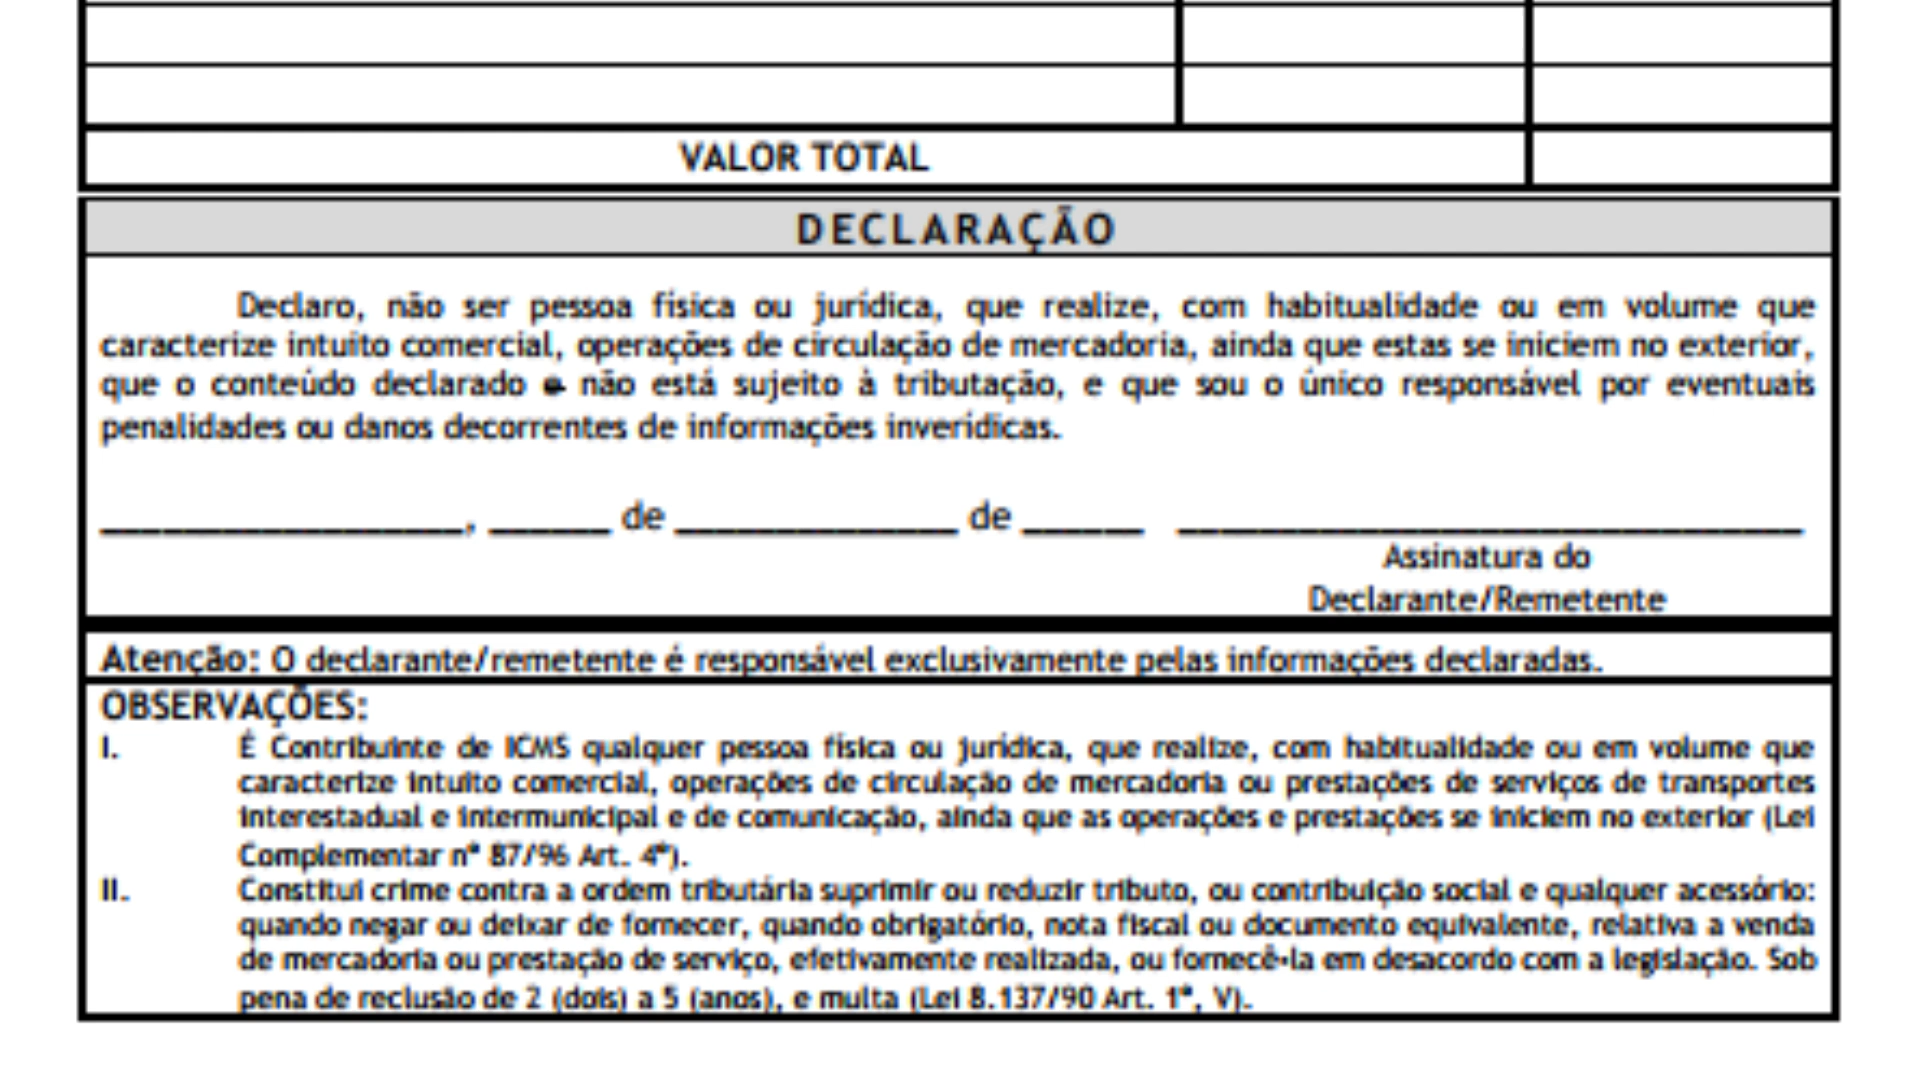 VALOR TOTAL
DECLARAÇÃO
Declaro, não ser pessoa física ou jurídica, que realize, com habitualidade ou em volume que
caracterize intuito comercial, operações de circulação de mercadoria, ainda que estas se iniciem no exterior,
que o conteúdo declarado e não está sujeito à tributação, e que sou o único responsável por eventuais
penalidades ou danos decorrentes de informações inverídicas.
__________________, ______ de ______________ de ______ _______________________________
Assinatura do
Declarante/Remetente
Atenção: O declarante/remetente é responsável exclusivamente pelas informações declaradas.
OBSERVAÇÕES:
I. É Contribuinte de ICMS qualquer pessoa física ou jurídica, que realize, com habitualidade ou em volume que
caracterize intuito comercial, operações de circulação de mercadoria ou prestações de serviços de transportes
interestadual e intermunicipal e de comunicação, ainda que as operações e prestações se iniciem no exterior (Lei
Complementar nº 87/96 Art. 4º).
II. Constitui crime contra a ordem tributária suprimir ou reduzir tributo, ou contribuição social e qualquer acessório:
quando negar ou deixar de fornecer, quando obrigatório, nota fiscal ou documento equivalente, relativa a venda
de mercadoria ou prestação de serviço, efetivamente realizada, ou fornecê-la em desacordo com a legislação. Sob
pena de reclusão de 2 (dois) a 5 (anos), e multa (Lei 8.137/90 Art. 1º, V).